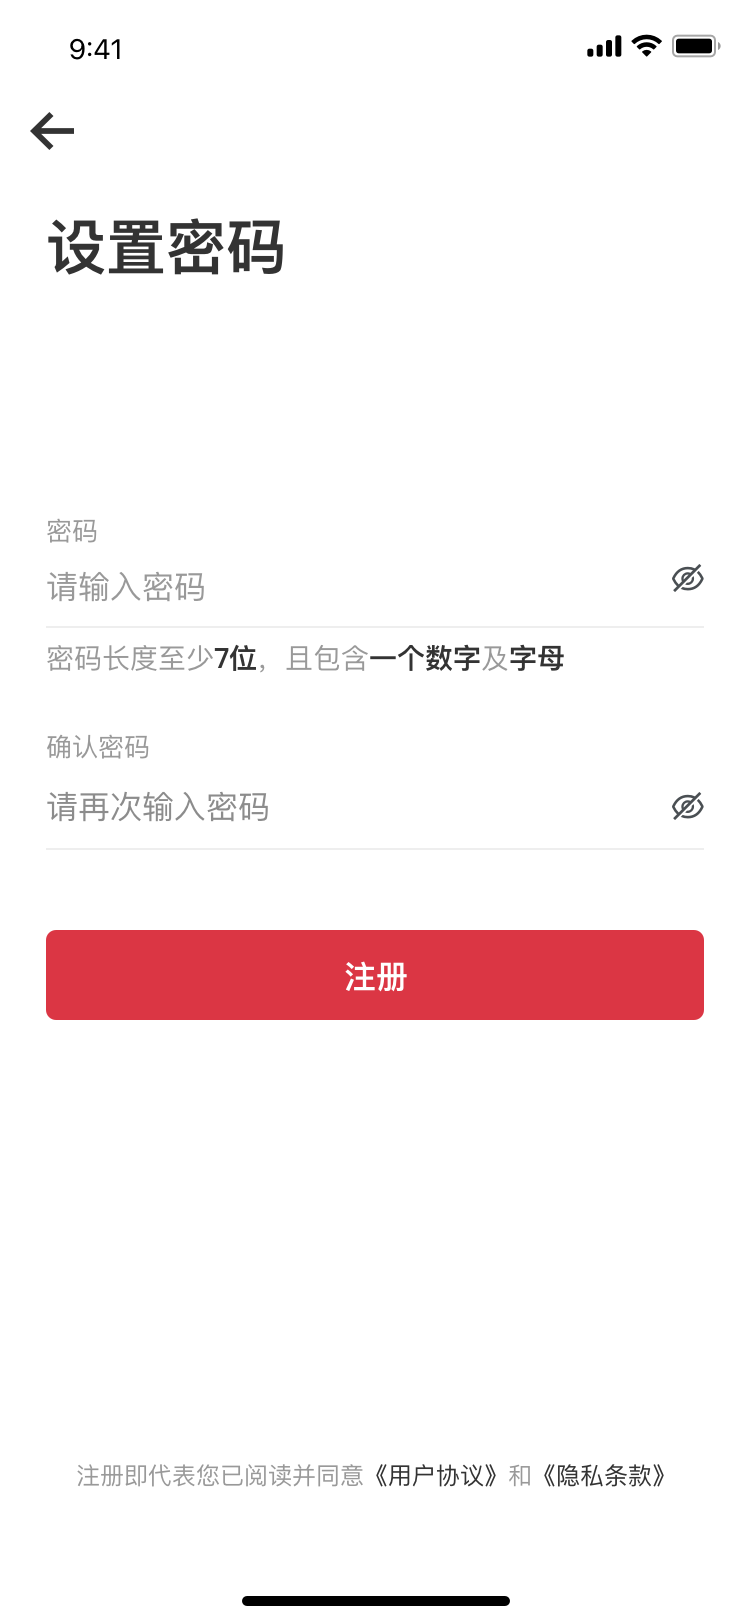 9:41
设置密码
密码
请输入密码
密码长度至少7位，且包含一个数字及字母
确认密码
请再次输入密码
注册
注册即代表您已阅读并同意《用户协议》和《隐私条款》